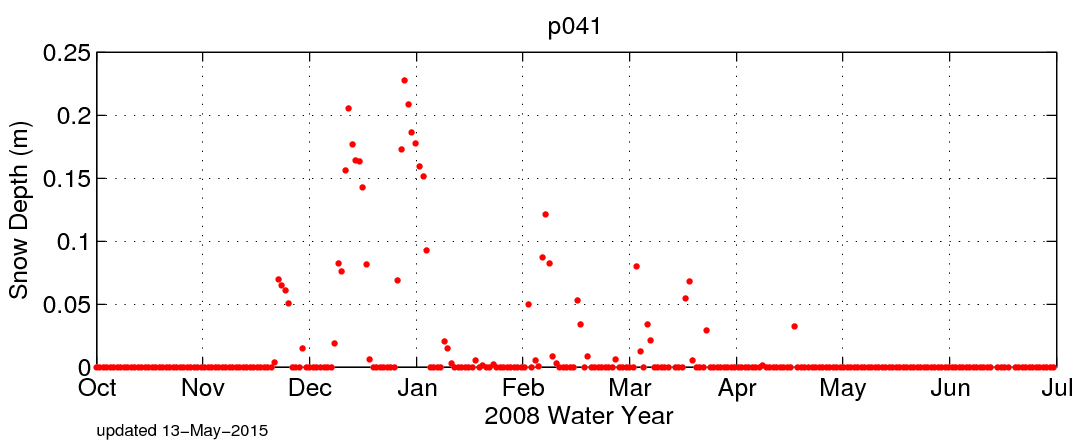 p041
Snow Depth (m)
0.25
0.2
0.15
0.1
0.05
0
Oct Nov Dec Jan Feb Mar Apr May Jun Jul
2008 Water Year
updated 13−May−2015